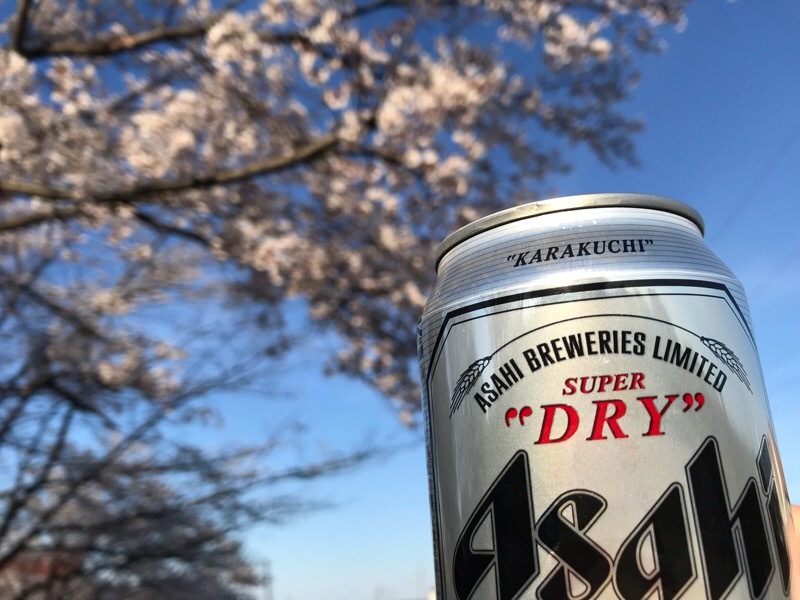 “KARAKUCHI”
ASAHI BREWERIES LIMITED
SUPER
“DRY”
Asahi